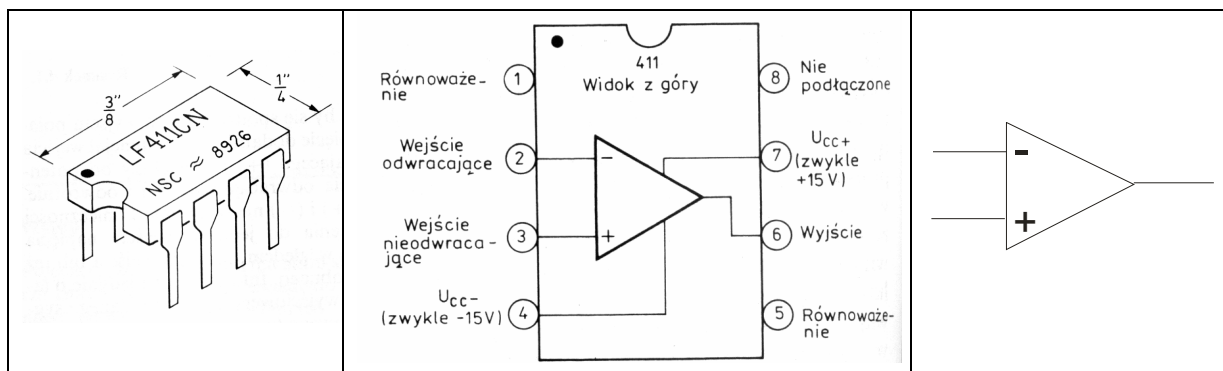 3"
8
1"
4
LF411CN
NSC ≈ 8926
411
Widok z góry
Równoważe-
nie
1
Wejście
odwracające
2
-
Wejście
nieodwraca-
jące
3
+
UCC-
(zwykle -15V)
4
8
Nie
podłączone
7
UCC+
(zwykle
+15V)
6
Wyjście
5
Równoważe-
nie
-
+